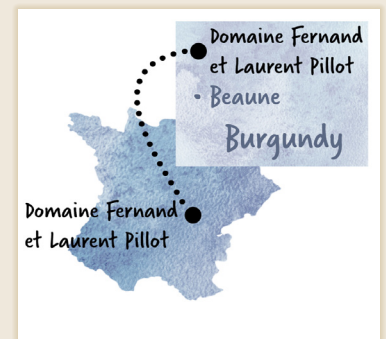 Domaine Fernand
et Laurent Pillot
Beaune
Burgundy
Domaine Fernand
et Laurent Pillot